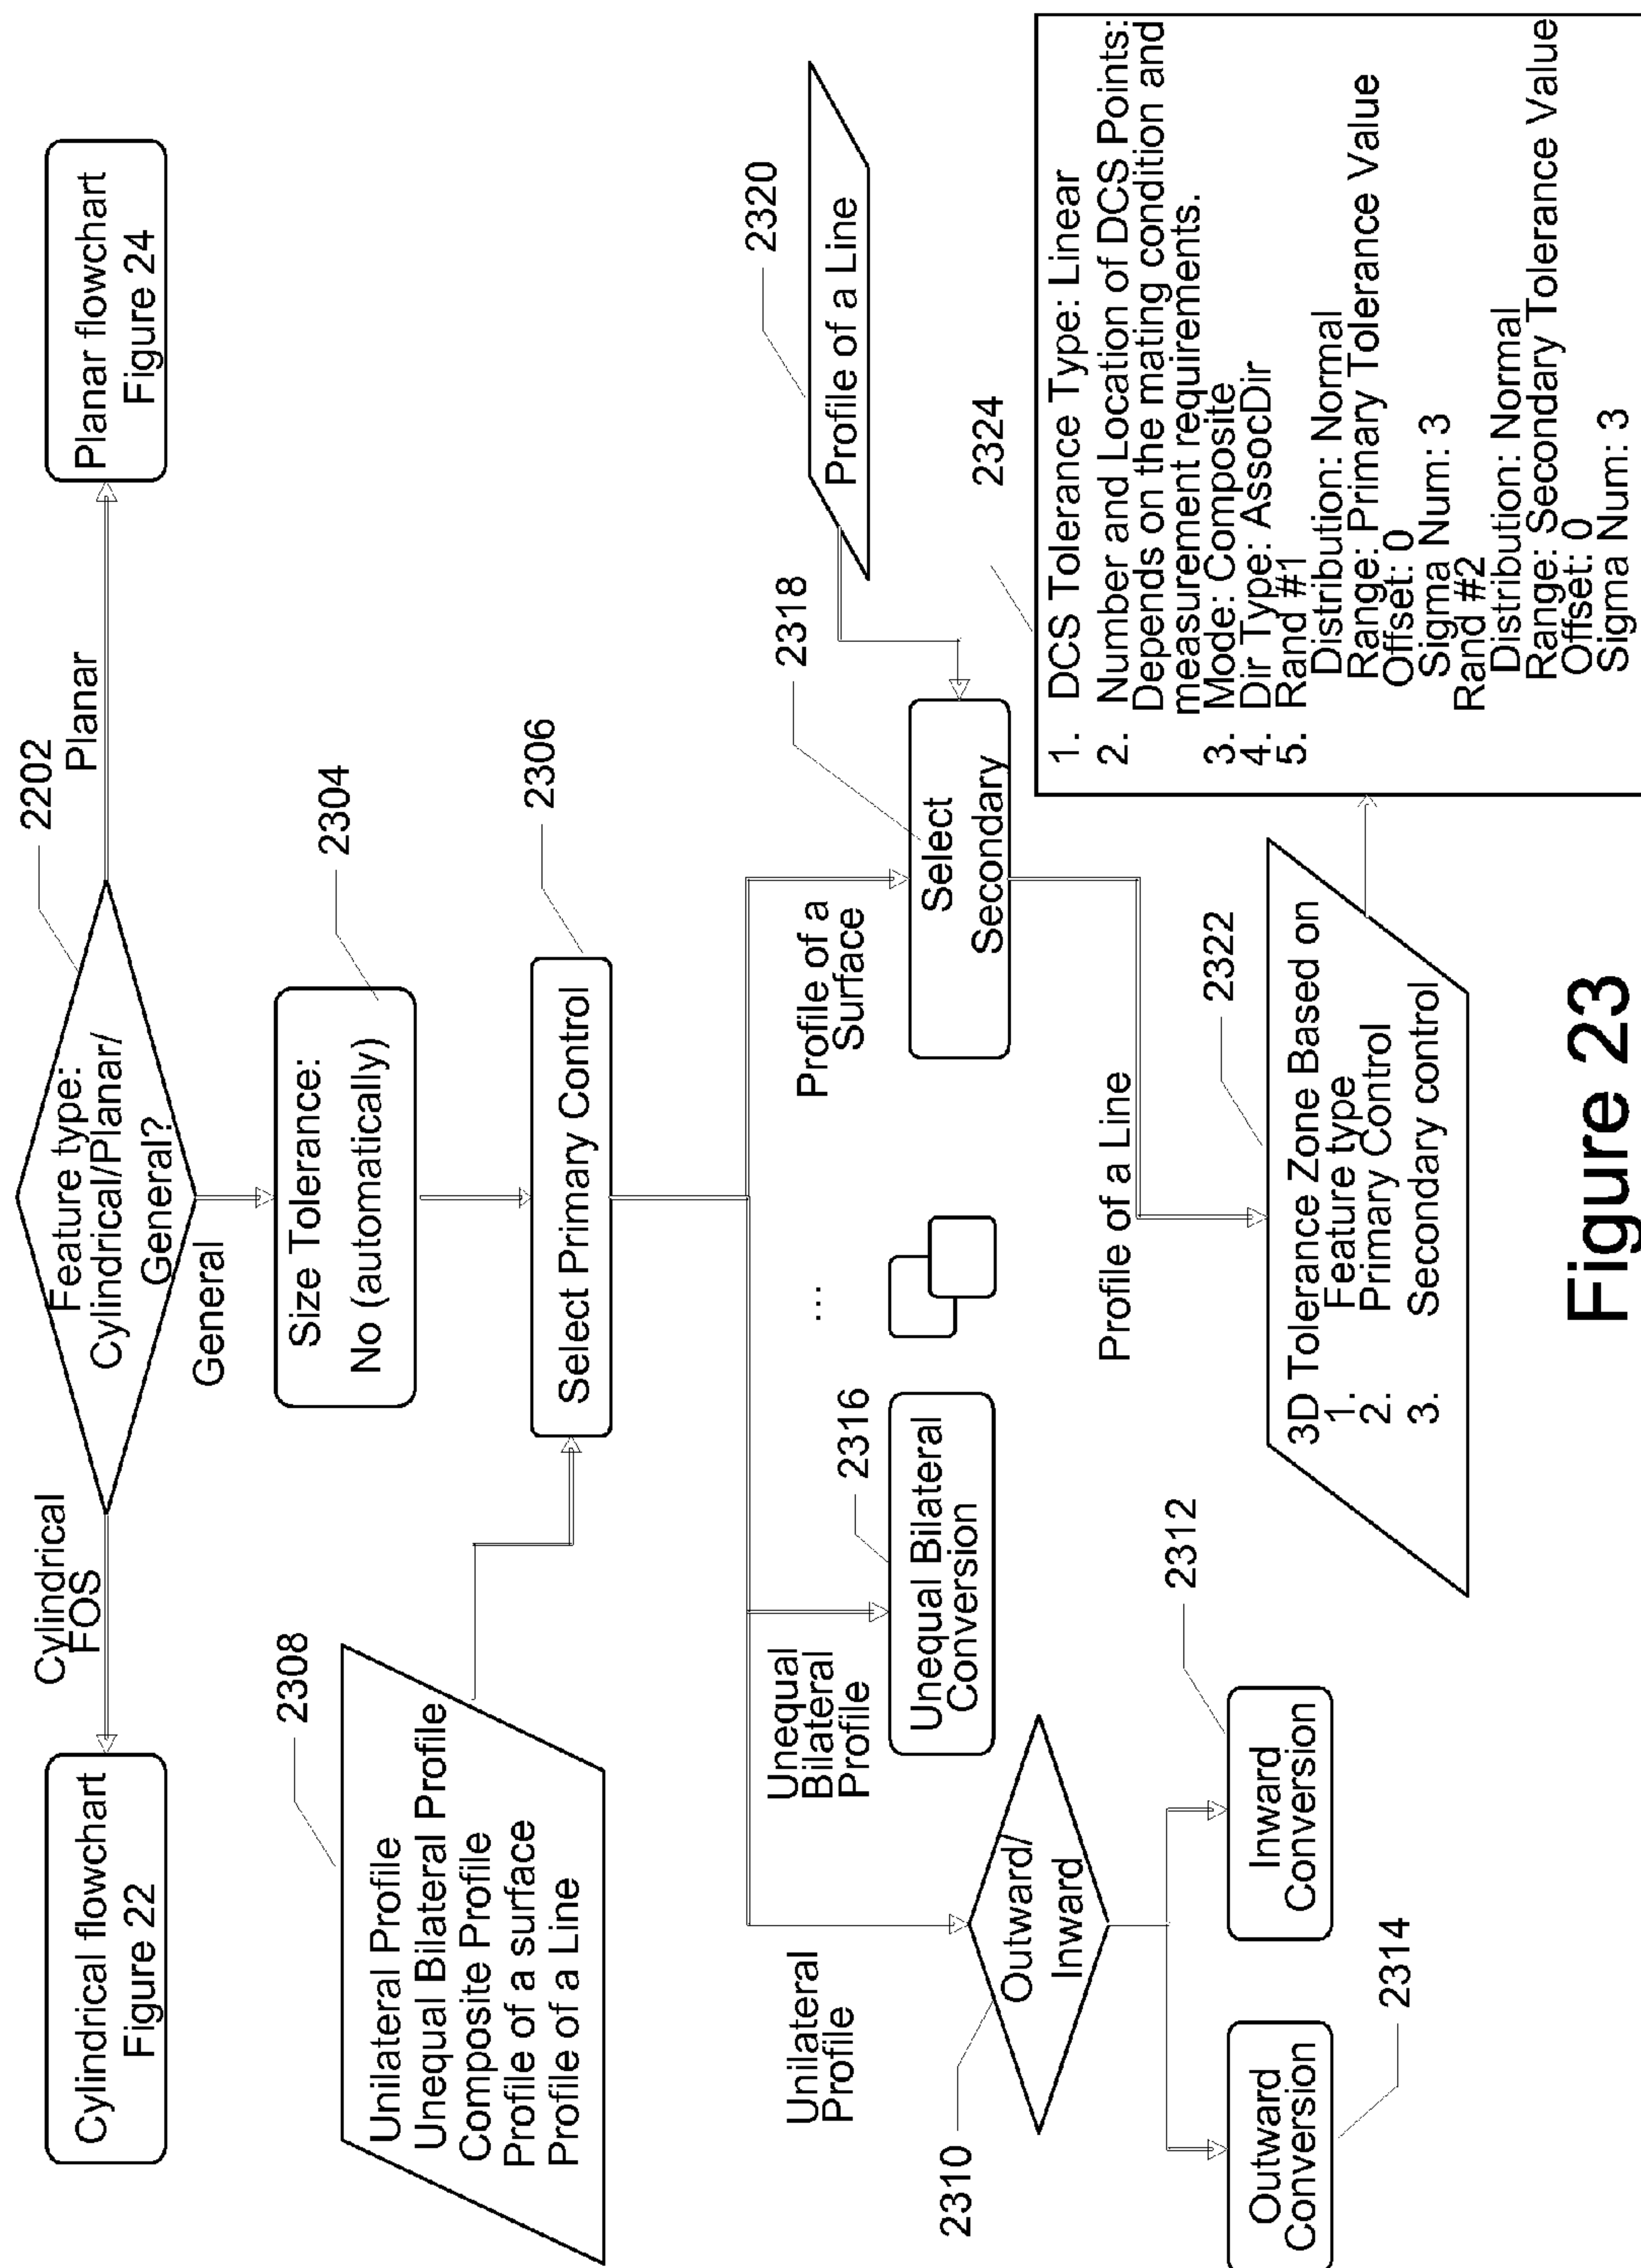 Cylindrical flowchart
Figure 22
Cylindrical
FOS
2202
Feature type:
Cylindrical/Planar/
General?
Planar
Planar flowchart
Figure 24
General
2304
Size Tolerance:
No (automatically)
2306
Select Primary Control
2308
Unilateral Profile
Unequal Bilateral Profile
Composite Profile
Profile of a surface
Profile of a Line
Unilateral
Profile
Unequal
Bilateral
Profile
...
Profile of a
Surface
2310
Outward/
Inward
2316
Unequal Bilateral
Conversion
2318
Select
Secondary
2320
Profile of a Line
2314
Outward
Conversion
2312
Inward
Conversion
Profile of a Line
2322
3D Tolerance Zone Based on
1. Feature type
2. Primary Control
3. Secondary control
2324
1. DCS Tolerance Type: Linear
2. Number and Location of DCS Points:
Depends on the mating condition and
measurement requirements.
3. Mode: Composite
4. Dir Type: AssocDir
5. Rand #1
Distribution: Normal
Range: Primary Tolerance Value
Offset: 0
Sigma Num: 3
Rand #2
Distribution: Normal
Range: Secondary Tolerance Value
Offset: 0
Sigma Num: 3
Figure 23